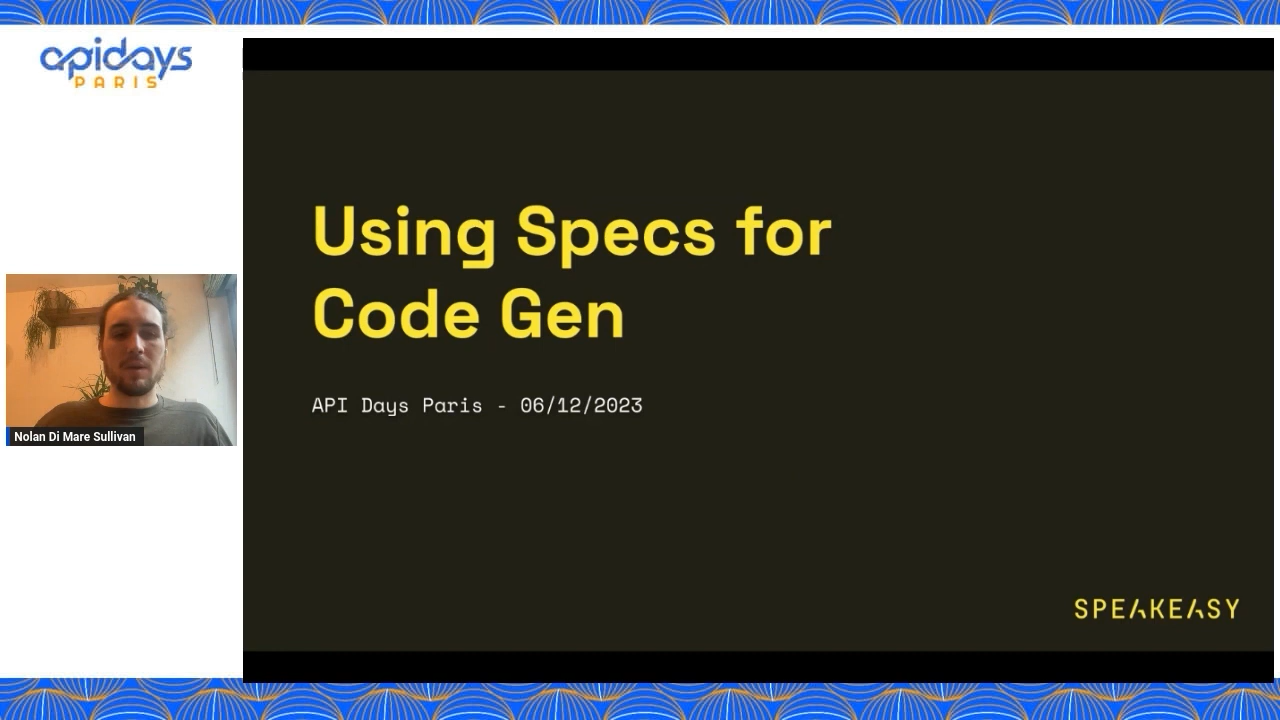 apidays
PARIS
Using Specs for
Code Gen
API Days Paris - 06/12/2023
Nolan Di Mare Sullivan
SPEAKEASY